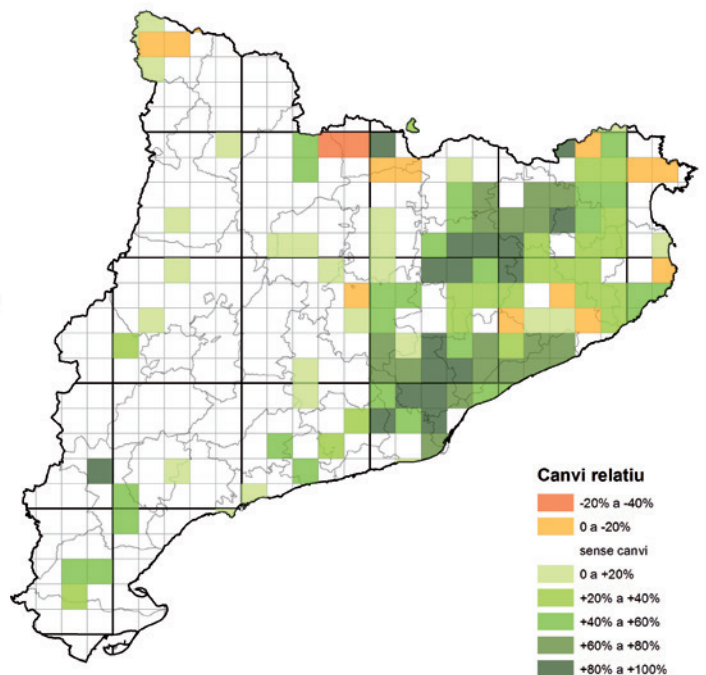 Canvi relatiu
-20% a -40%
0 a -20%
sense canvi
0 a +20%
+20% a +40%
+40% a +60%
+60% a +80%
+80% a +100%